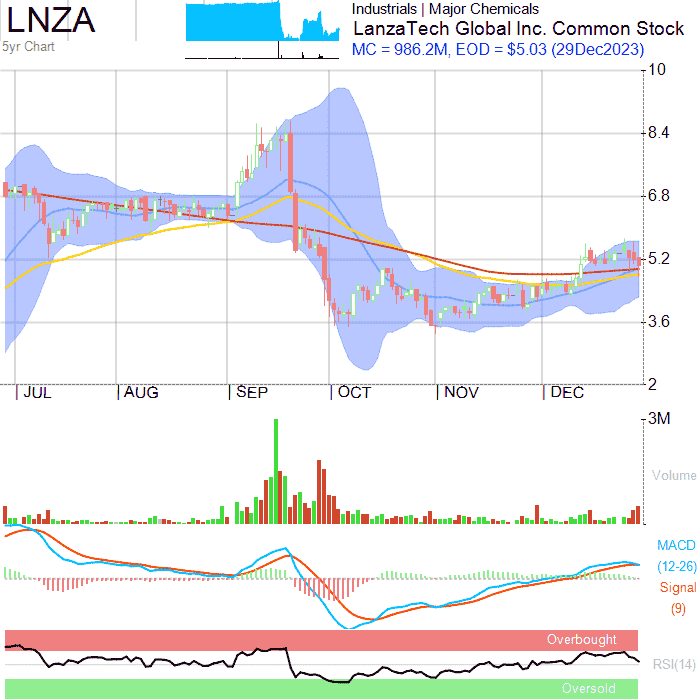 LNZA
5yr Chart
Industrials | Major Chemicals
LanzaTech Global Inc. Common Stock
MC = 986.2M, EOD = $5.03 (29Dec2023)
10
8.4
6.8
5.2
3.6
2
JUL AUG SEP OCT NOV DEC
3M
Volume
MACD
(12-26)
Signal
(9)
Overbought
RSI(14)
Oversold